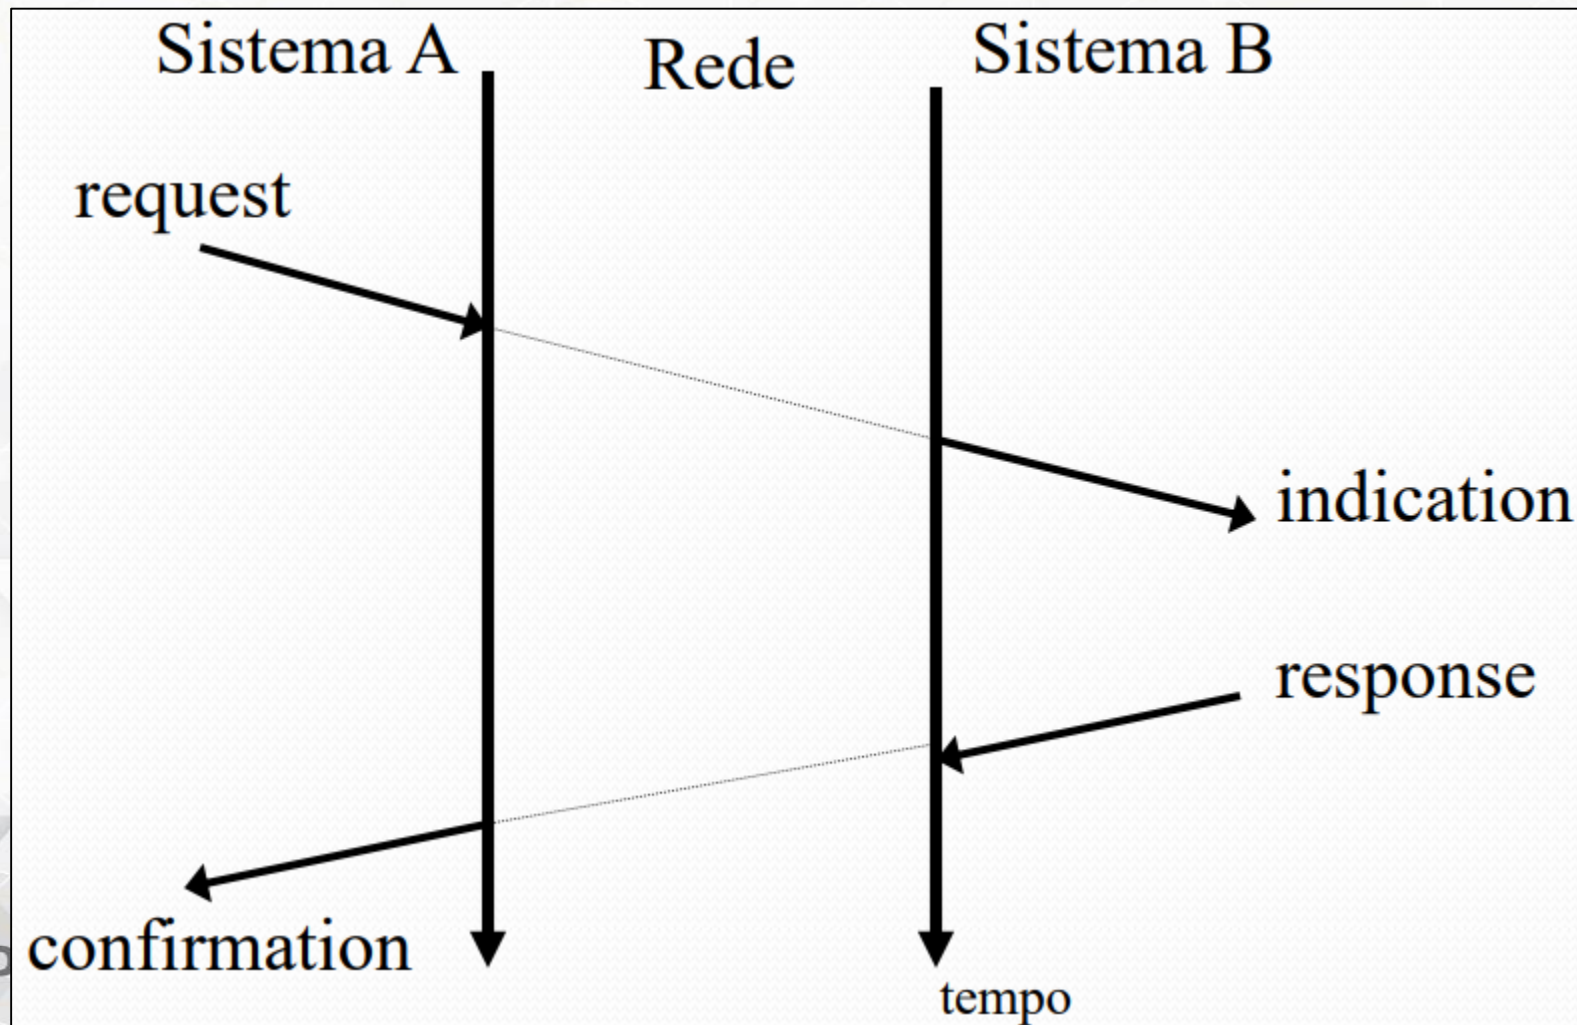 Sistema A
Rede
Sistema B
request
indication
response
confirmation
tempo